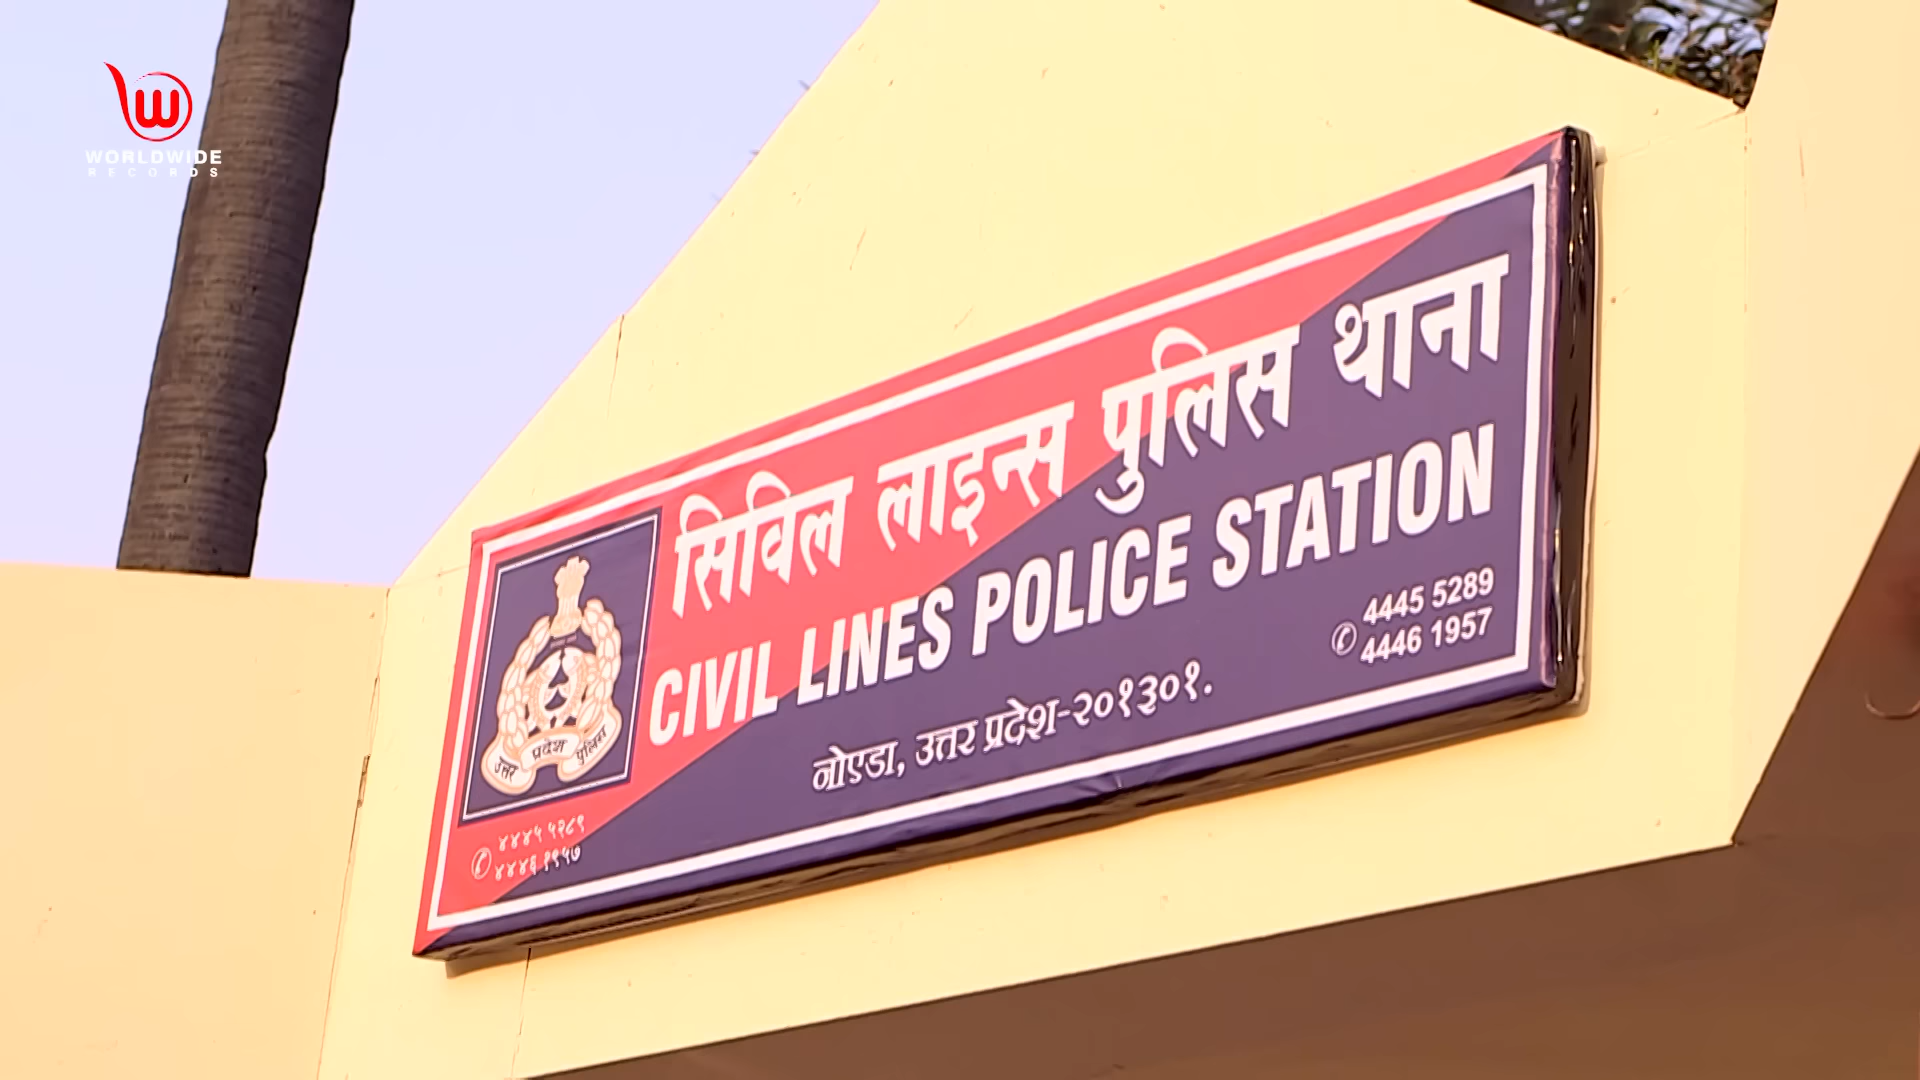 WORLDWIDE
RECORDS
सिविल लाइन्स पुलिस थाना
CIVIL LINES POLICE STATION
4445 5289
4446 1957
नोएडा, उत्तर प्रदेश-२०१३०१.
उत्तर प्रदेश पुलिस
४४४५ ५२८९
४४४६ १९५७